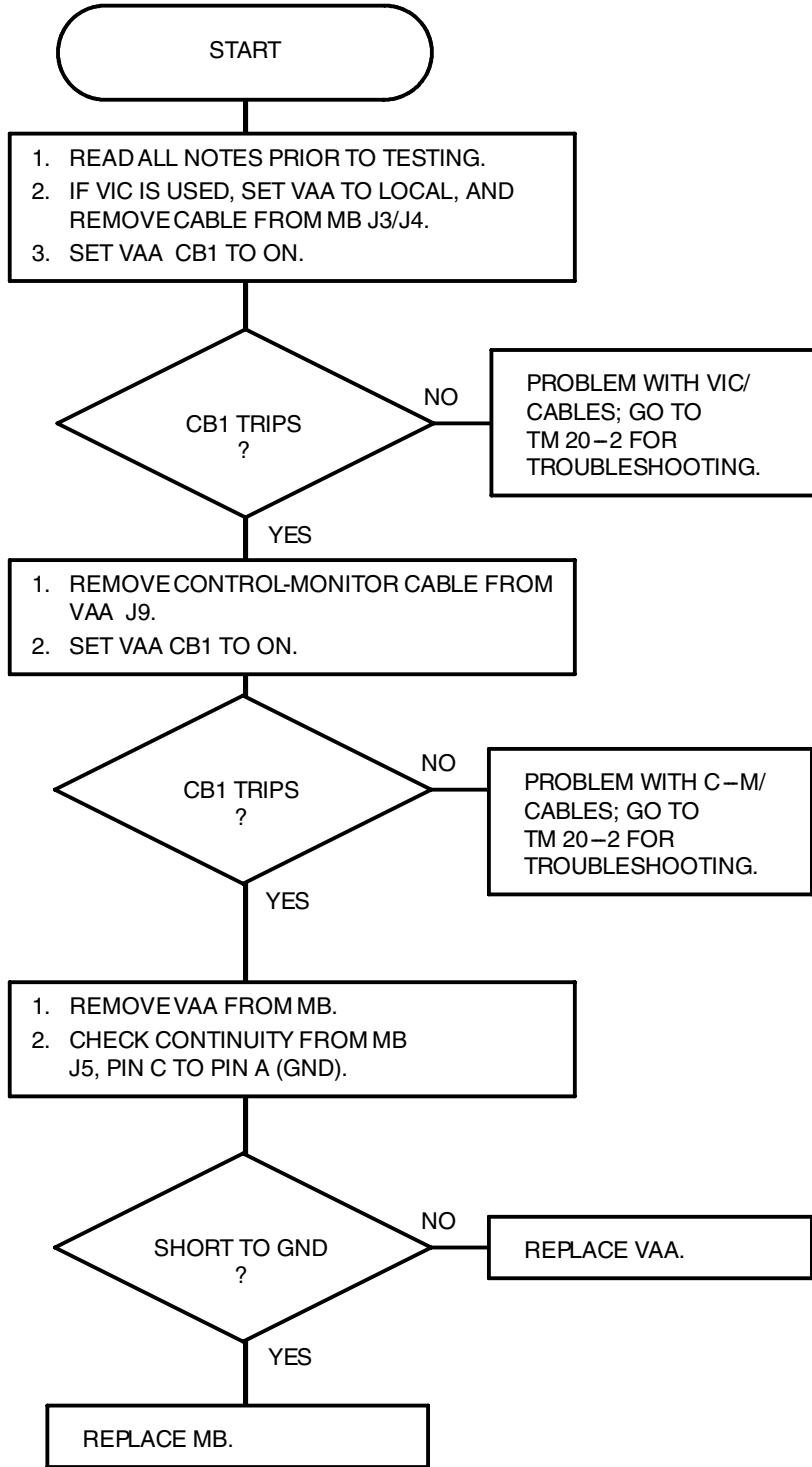 START
1. READ ALL NOTES PRIOR TO TESTING.
2. IF VIC IS USED, SET VAA TO LOCAL, AND
REMOVE CABLE FROM MB J3/J4.
3. SET VAA CB1 TO ON.
CB1 TRIPS
?
NO
PROBLEM WITH VIC/
CABLES; GO TO
TM 20–2 FOR
TROUBLESHOOTING.
YES
1. REMOVE CONTROL-MONITOR CABLE FROM
VAA J9.
2. SET VAA CB1 TO ON.
CB1 TRIPS
?
NO
PROBLEM WITH C–M/
CABLES; GO TO
TM 20–2 FOR
TROUBLESHOOTING.
YES
1. REMOVE VAA FROM MB.
2. CHECK CONTINUITY FROM MB
J5, PIN C TO PIN A (GND).
SHORT TO GND
?
NO
REPLACE VAA.
YES
REPLACE MB.